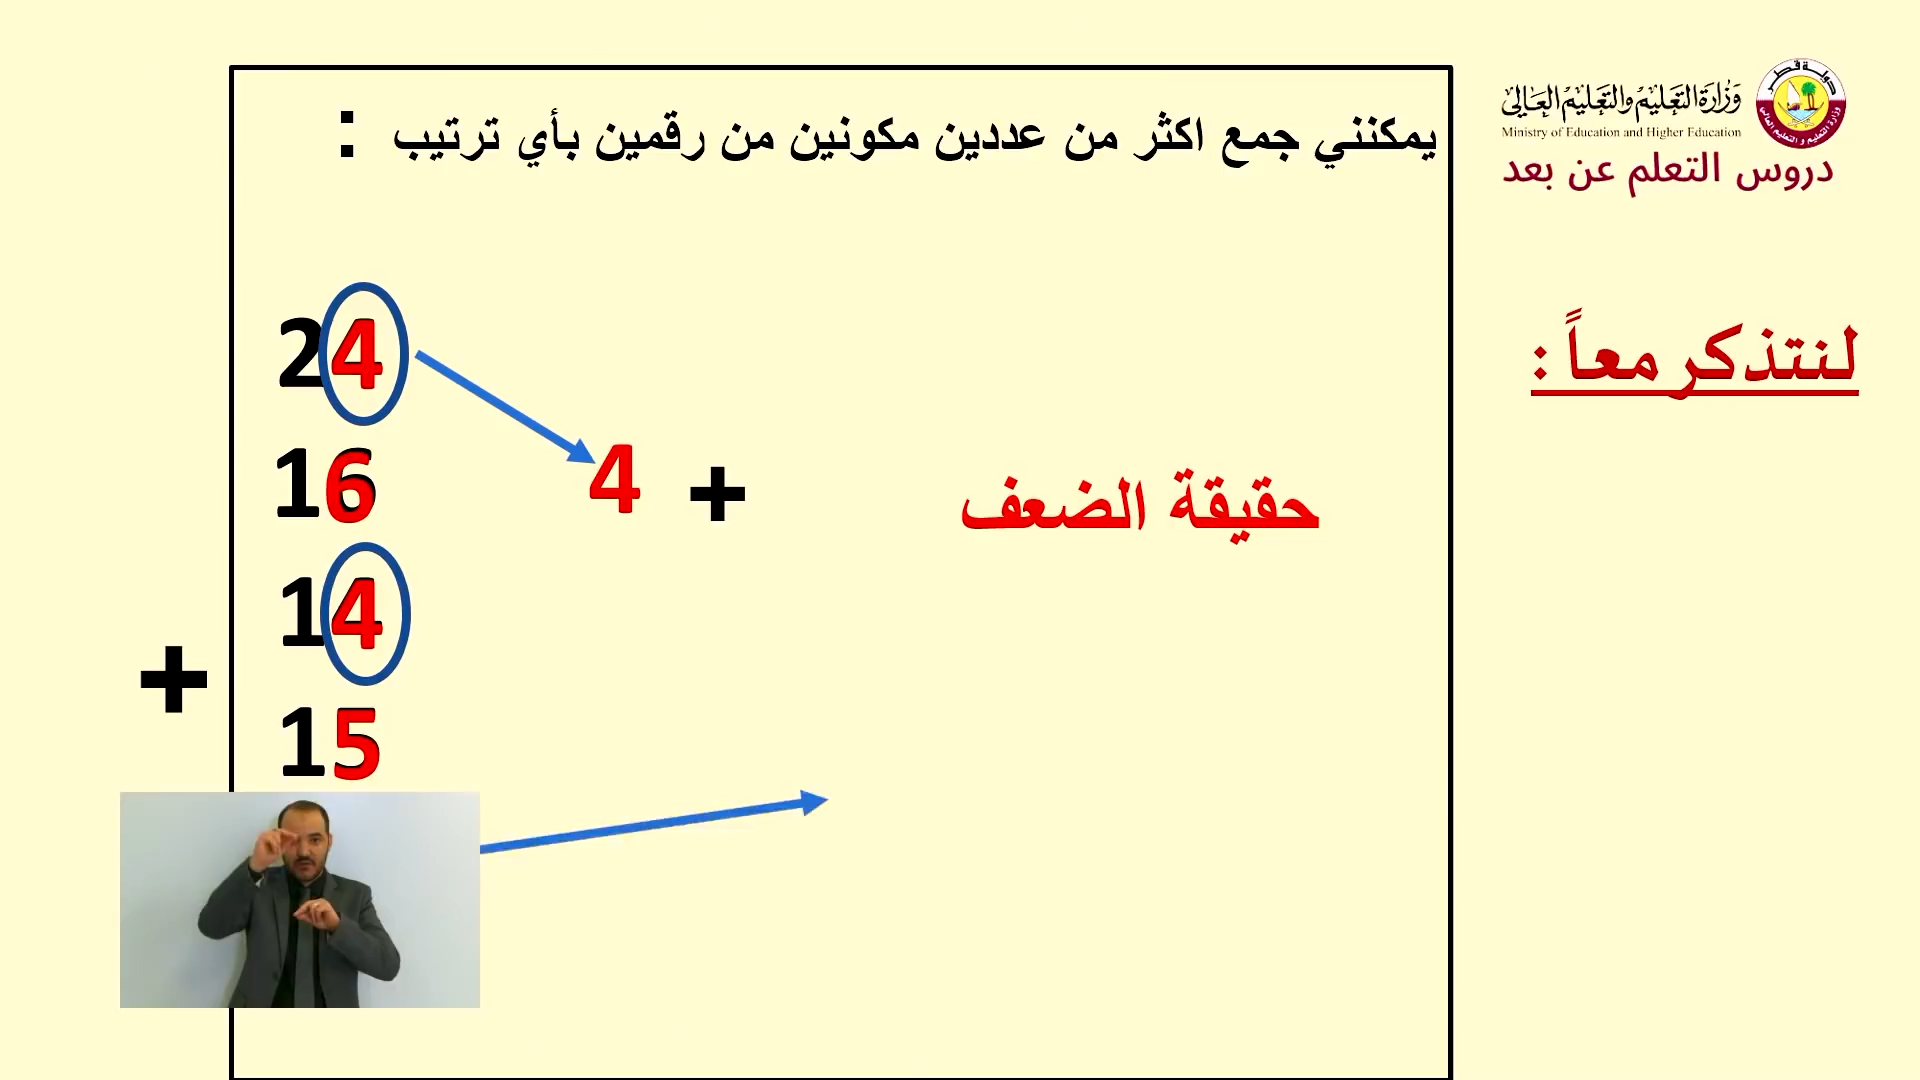 وزارة التعليم والتعليم العالي
Ministry of Education and Higher Education
دروس التعلم عن بعد
يمكنني جمع اكثر من عددين مكونين من رقمين بأي ترتيب :
لنتذكر معاً :
24
16
4 +
حقيقة الضعف
14
+
15